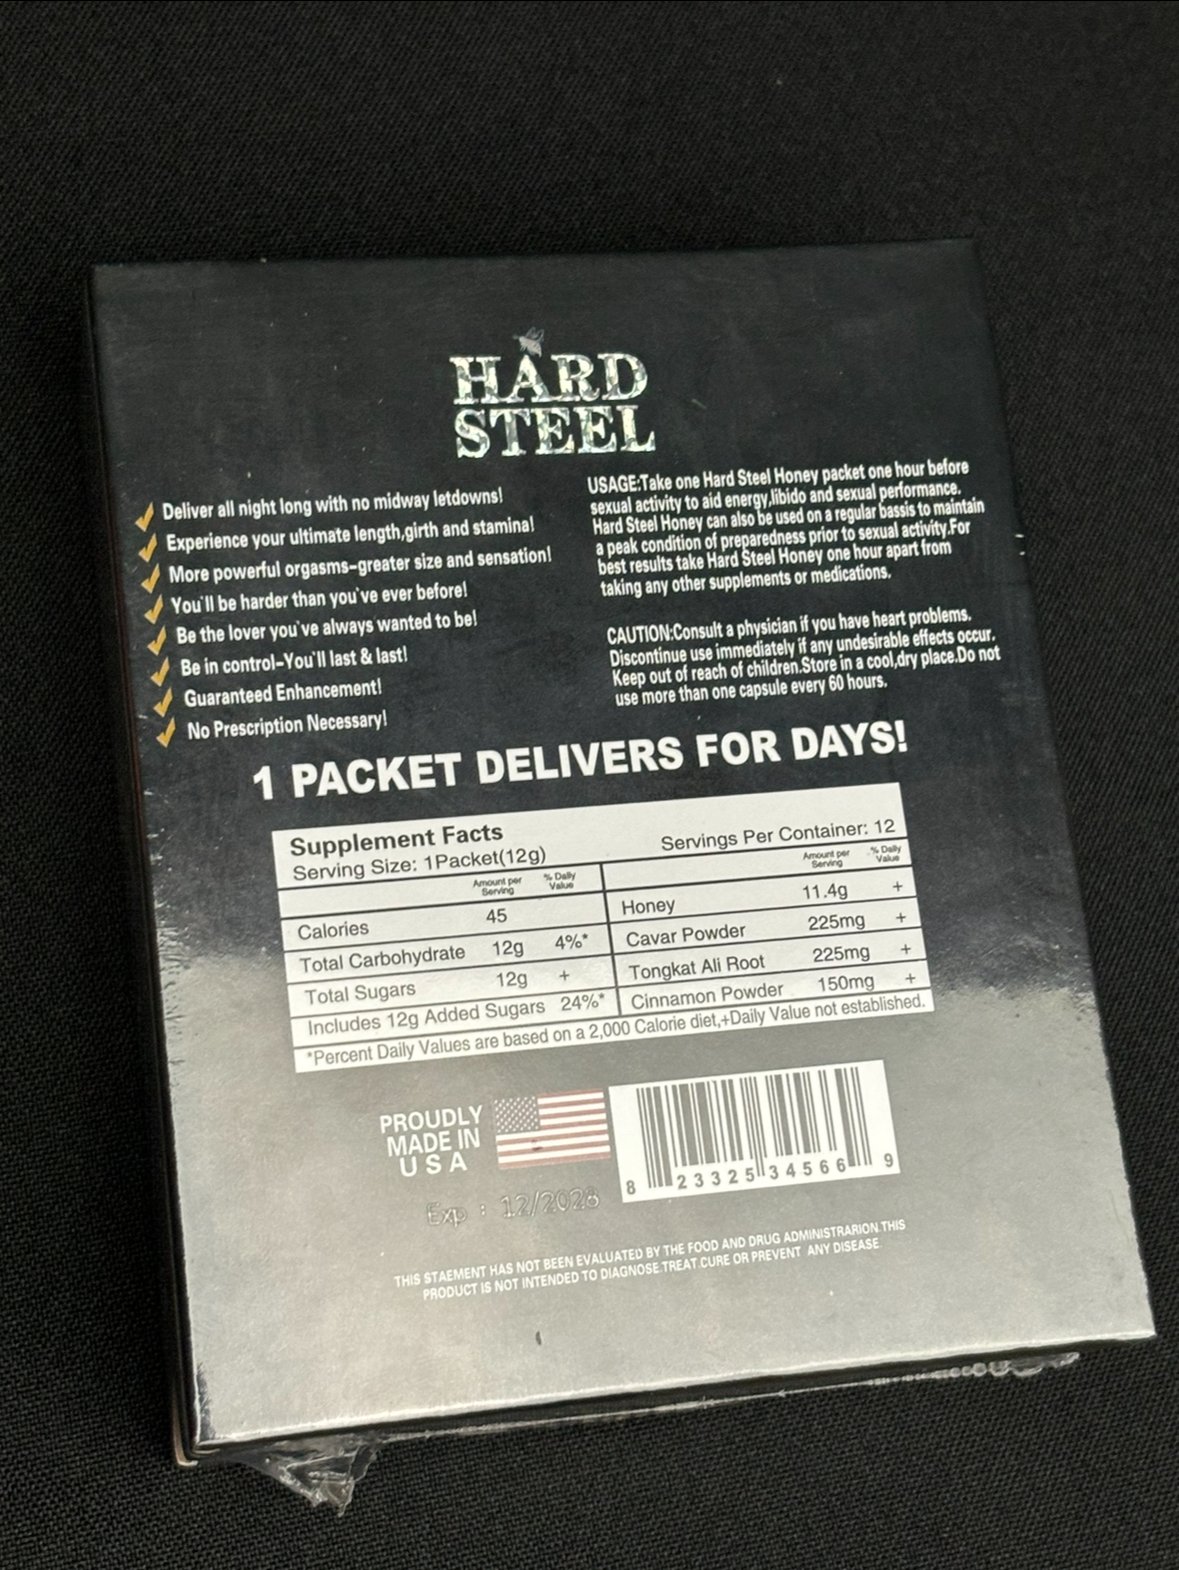 HARD
STEEL
Deliver all night long with no midway letdowns!
Experience your ultimate length,girth and stamina!
More powerful orgasms-greater size and sensation!
You'll be harder than you've ever before!
Be the lover you've always wanted to be!
Be in control-You'll last & last!
Guaranteed Enhancement!
No Prescription Necessary!
USAGE:Take one Hard Steel Honey packet one hour before
sexual activity to aid energy,libido and sexual performance.
Hard Steel Honey can also be used on a regular bassis to maintain
a peak condition of preparedness prior to sexual activity.For
best results take Hard Steel Honey one hour apart from
taking any other supplements or medications.
CAUTION:Consult a physician if you have heart problems.
Discontinue use immediately if any undesirable effects occur.
Keep out of reach of children.Store in a cool,dry place.Do not
use more than one capsule every 60 hours.
1 PACKET DELIVERS FOR DAYS!
Supplement Facts
Serving Size: 1Packet(12g)
Servings Per Container: 12
Amount per Serving % Daily Value
Calories 45
Total Carbohydrate 12g 4%*
Total Sugars 12g +
Includes 12g Added Sugars 24%*
Amount per Serving % Daily Value
Honey 11.4g +
Cavar Powder 225mg +
Tongkat Ali Root 225mg +
Cinnamon Powder 150mg +
*Percent Daily Values are based on a 2,000 Calorie diet,+Daily Value not established.
PROUDLY
MADE IN
USA
8 23325 34566 9
Exp : 12/2028
THIS STAEMENT HAS NOT BEEN EVALUATED BY THE FOOD AND DRUG ADMINISTRARION.THIS
PRODUCT IS NOT INTENDED TO DIAGNOSE.TREAT.CURE OR PREVENT ANY DISEASE.